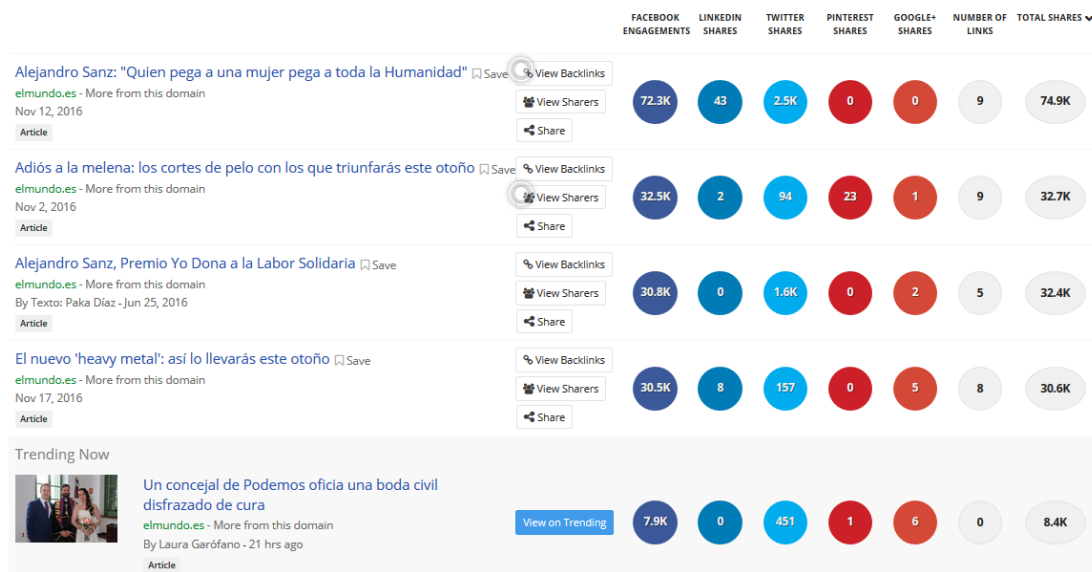 FACEBOOK ENGAGEMENTS LINKEDIN SHARES TWITTER SHARES PINTEREST SHARES GOOGLE+ SHARES NUMBER OF LINKS TOTAL SHARES
Alejandro Sanz: "Quien pega a una mujer pega a toda la Humanidad" Save
elmundo.es - More from this domain
Nov 12, 2016
Article
View Backlinks
View Sharers
Share
72.3K 43 2.5K 0 0 9 74.9K
Adiós a la melena: los cortes de pelo con los que triunfarás este otoño Save
elmundo.es - More from this domain
Nov 2, 2016
Article
View Backlinks
View Sharers
Share
32.5K 2 94 23 1 9 32.7K
Alejandro Sanz, Premio Yo Dona a la Labor Solidaria Save
elmundo.es - More from this domain
By Texto: Paka Díaz - Jun 25, 2016
Article
View Backlinks
View Sharers
Share
30.8K 0 1.6K 0 2 5 32.4K
El nuevo 'heavy metal': así lo llevarás este otoño Save
elmundo.es - More from this domain
Nov 17, 2016
Article
View Backlinks
View Sharers
Share
30.5K 8 157 0 5 8 30.6K
Trending Now
Un concejal de Podemos oficia una boda civil
disfrazado de cura
elmundo.es - More from this domain
By Laura Garófano - 21 hrs ago
Article
View on Trending
7.9K 0 451 1 6 0 8.4K